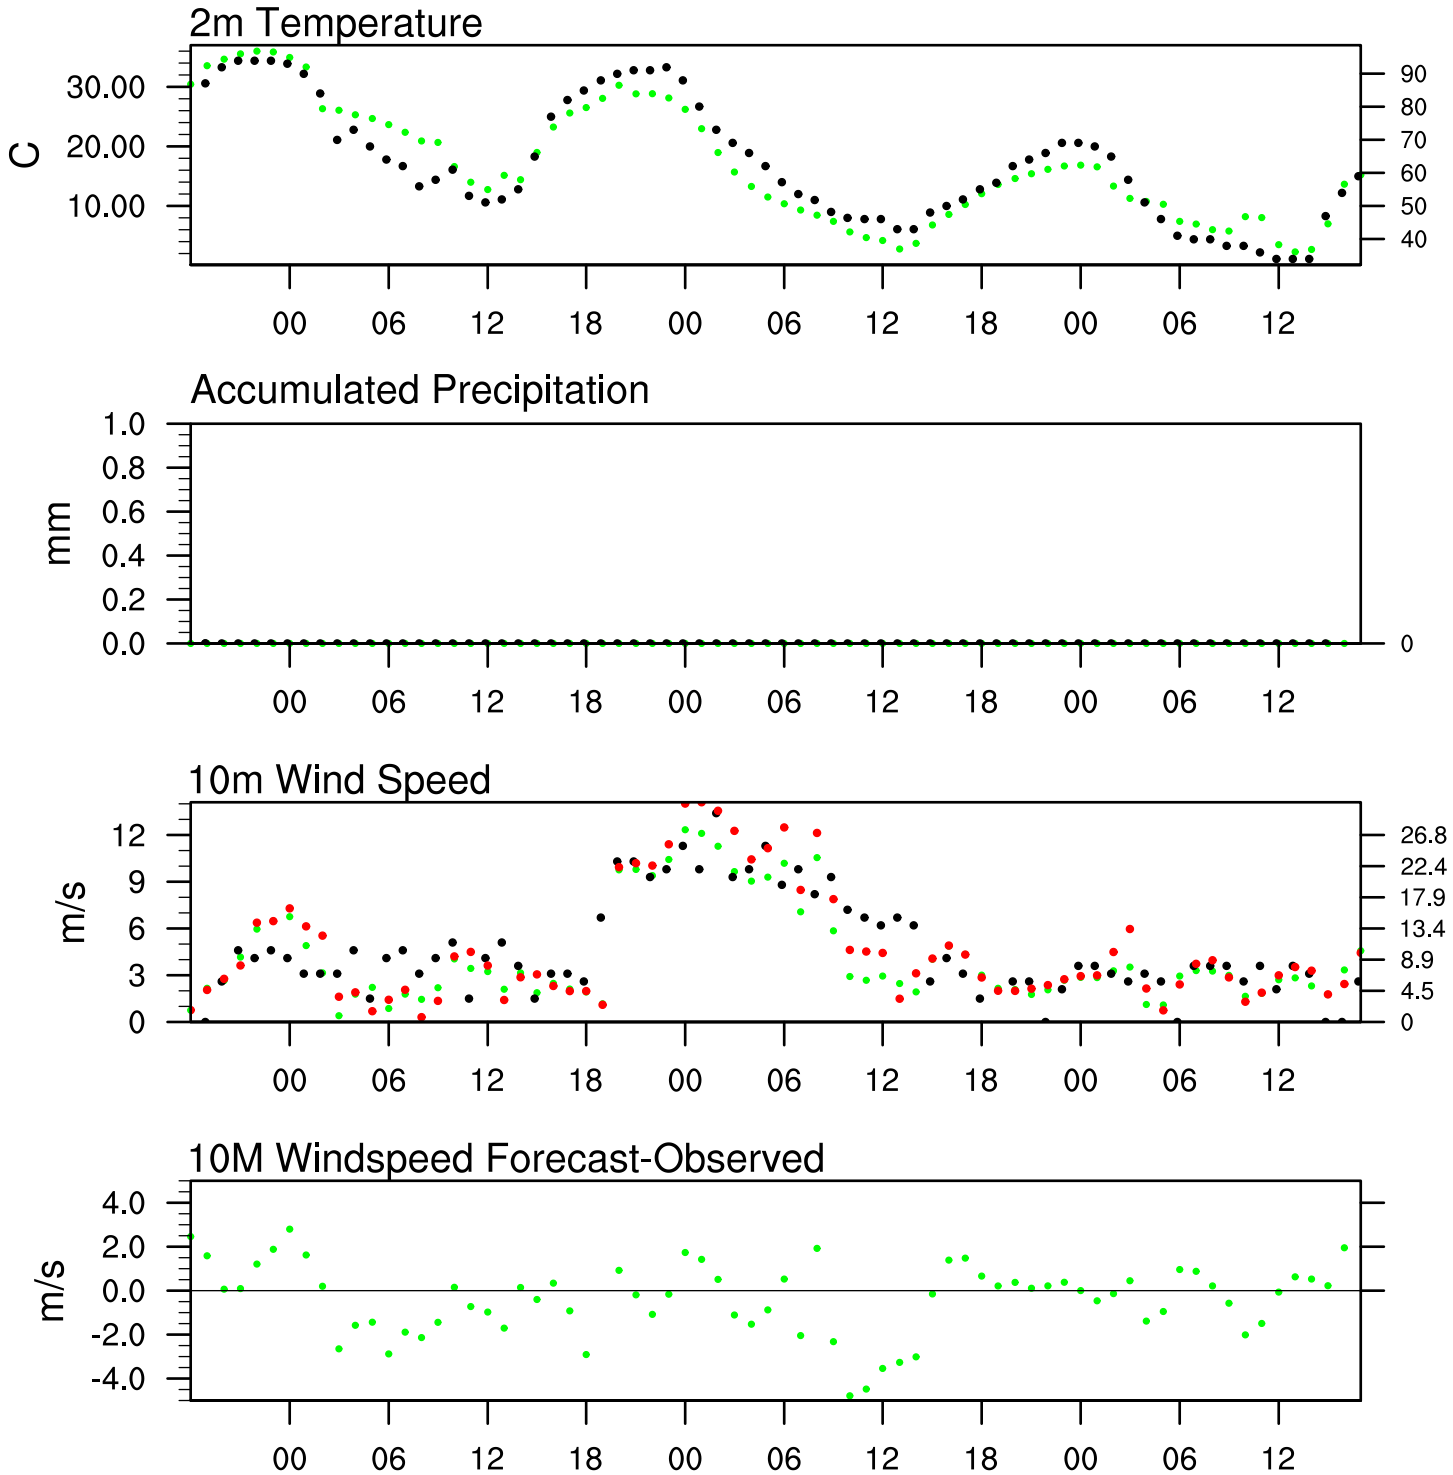 2m Temperature
30.00
20.00
10.00
C
90
80
70
60
50
40
00 06 12 18 00 06 12 18 00 06 12
Accumulated Precipitation
1.0
0.8
0.6
0.4
0.2
0.0
mm
0
00 06 12 18 00 06 12 18 00 06 12
10m Wind Speed
12
9
6
3
0
m/s
26.8
22.4
17.9
13.4
8.9
4.5
0
00 06 12 18 00 06 12 18 00 06 12
10M Windspeed Forecast-Observed
4.0
2.0
0.0
-2.0
-4.0
m/s
00 06 12 18 00 06 12 18 00 06 12